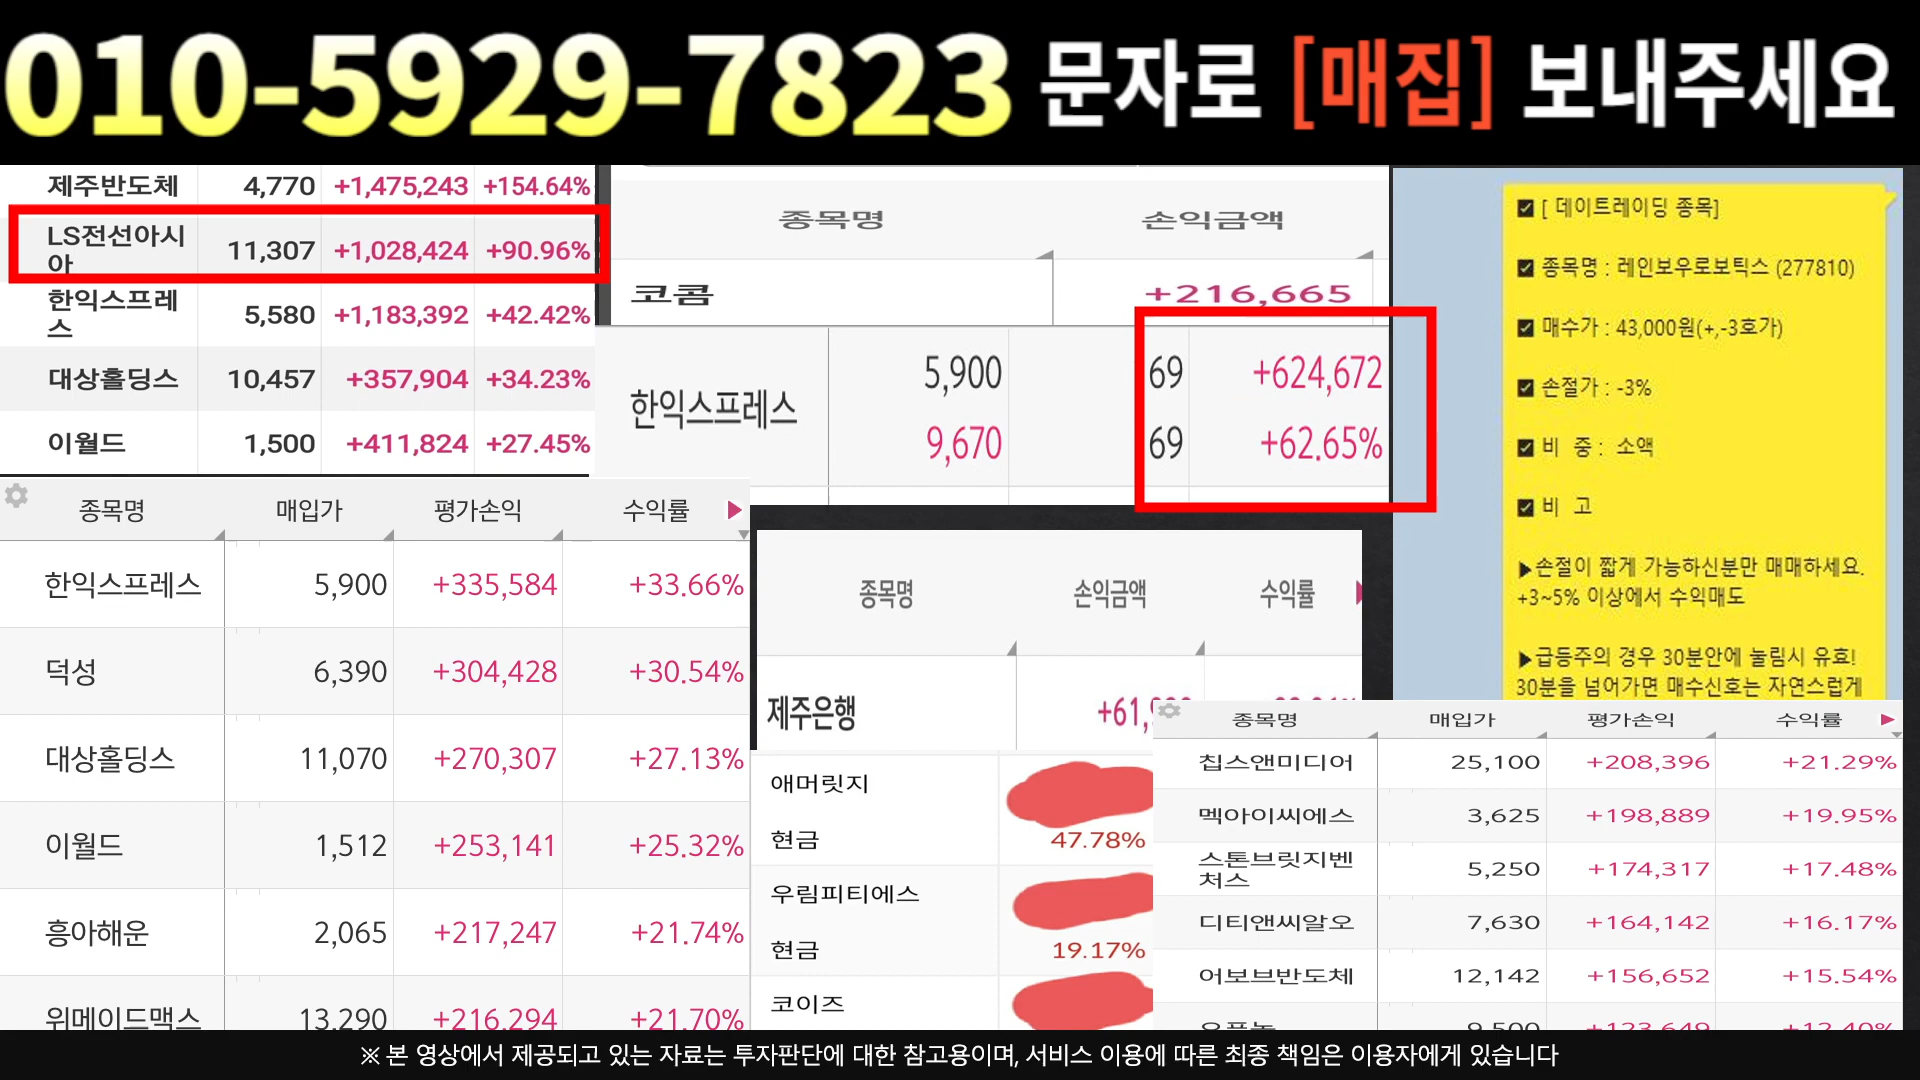 010-5929-7823 문자로 [매집] 보내주세요
제주반도체 4,770 +1,475,243 +154.64%
LS전선아시
아 11,307 +1,028,424 +90.96%
한익스프레
스 5,580 +1,183,392 +42.42%
대상홀딩스 10,457 +357,904 +34.23%
이월드 1,500 +411,824 +27.45%
종목명 손익금액
코콤 +216,665
한익스프레스 5,900 69 +624,672
9,670 69 +62.65%
[ 데이트레이딩 종목]
종목명 : 레인보우로보틱스 (277810)
매수가 : 43,000원(+,-3호가)
손절가 : -3%
비 중 : 소액
비 고
▶손절이 짧게 가능하신분만 매매하세요.
+3~5% 이상에서 수익매도
▶급등주의 경우 30분안에 눌림시 유효!
30분을 넘어가면 매수신호는 자연스럽게
종목명 매입가 평가손익 수익률
한익스프레스 5,900 +335,584 +33.66%
덕성 6,390 +304,428 +30.54%
대상홀딩스 11,070 +270,307 +27.13%
이월드 1,512 +253,141 +25.32%
흥아해운 2,065 +217,247 +21.74%
위메이드맥스 13,290 +216,294 +21.70%
종목명 손익금액 수익률
제주은행 +61,
애머릿지
현금 47.78%
우림피티에스
현금 19.17%
코이즈
종목명 매입가 평가손익 수익률
칩스앤미디어 25,100 +208,396 +21.29%
멕아이씨에스 3,625 +198,889 +19.95%
스톤브릿지벤
처스 5,250 +174,317 +17.48%
디티앤씨알오 7,630 +164,142 +16.17%
어보브반도체 12,142 +156,652 +15.54%
9,500 +123,649 +12.40%
※ 본 영상에서 제공되고 있는 자료는 투자판단에 대한 참고용이며, 서비스 이용에 따른 최종 책임은 이용자에게 있습니다